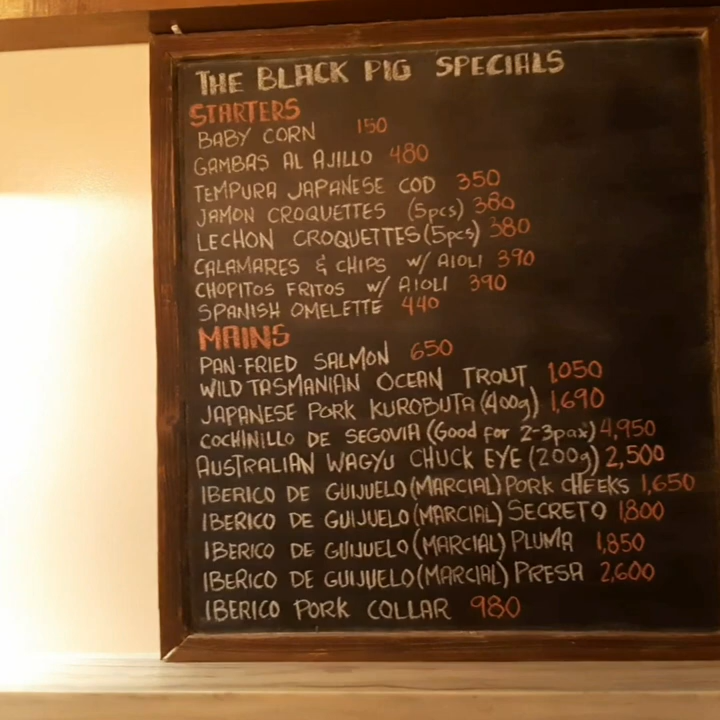 THE BLACK PIG SPECIALS
STARTERS
BABY CORN 150
GAMBAS AL AJILLO 480
TEMPURA JAPANESE COD 350
JAMON CROQUETTES (5pcs) 380
LECHON CROQUETTES (5pcs) 380
CALAMARES & CHIPS W/ AIOLI 390
CHOPITOS FRITOS W/ AIOLI 390
SPANISH OMELETTE 440
MAINS
PAN-FRIED SALMON 650
WILD TASMANIAN OCEAN TROUT 1,050
JAPANESE PORK KUROBUTA (400g) 1,690
COCHINILLO DE SEGOVIA (Good for 2-3pax) 4,950
AUSTRALIAN WAGYU CHUCK EYE (200g) 2,500
IBERICO DE GUIJUELO (MARCIAL) PORK CHEEKS 1,650
IBERICO DE GUIJUELO (MARCIAL) SECRETO 1,800
IBERICO DE GUIJUELO (MARCIAL) PLUMA 1,850
IBERICO DE GUIJUELO (MARCIAL) PRESA 2,600
IBERICO PORK COLLAR 980